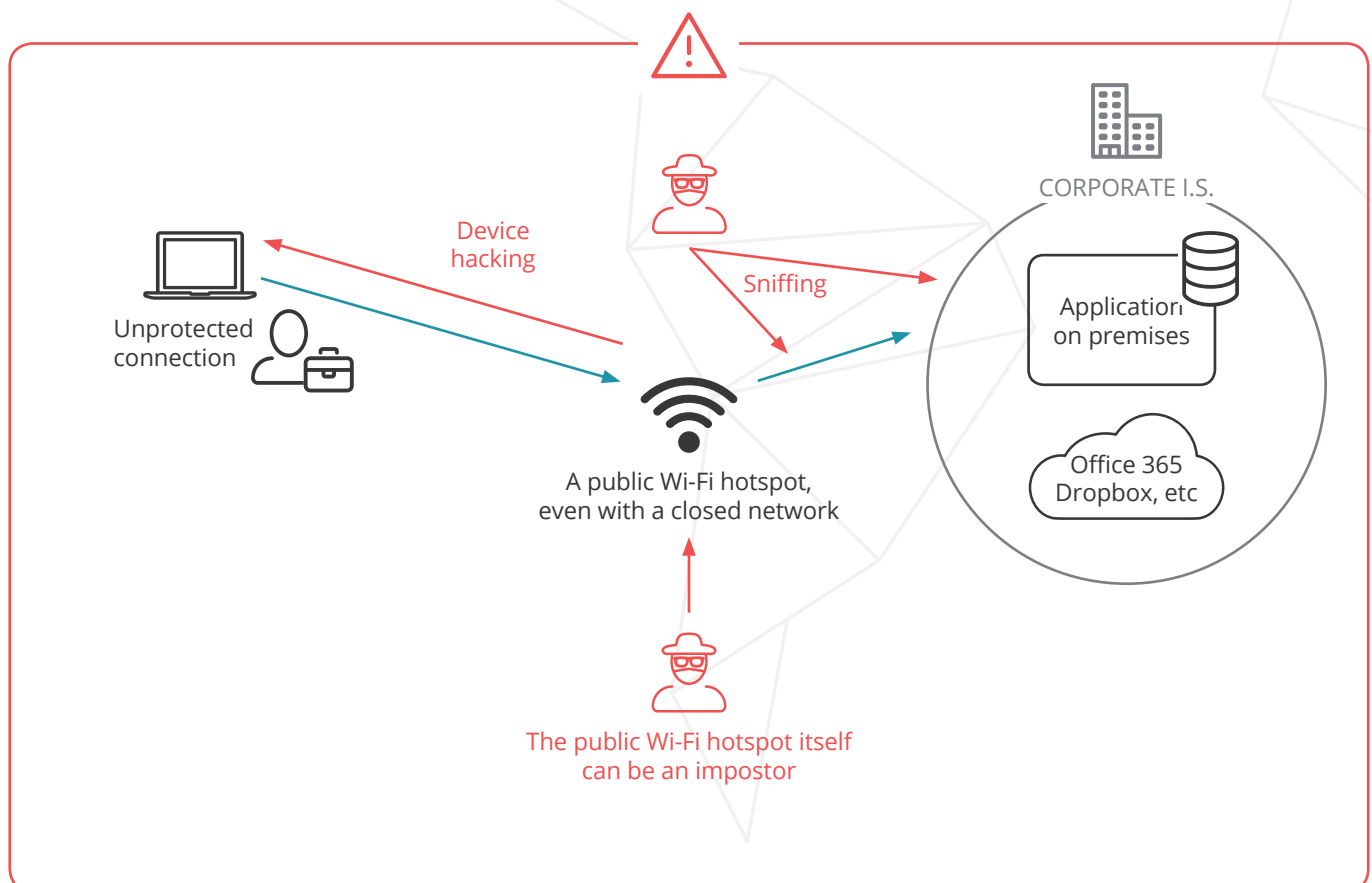 CORPORATE I.S.
Device
hacking
Sniffing
Unprotected
connection
Application
on premises
Office 365
Dropbox, etc
A public Wi-Fi hotspot,
even with a closed network
The public Wi-Fi hotspot itself
can be an impostor